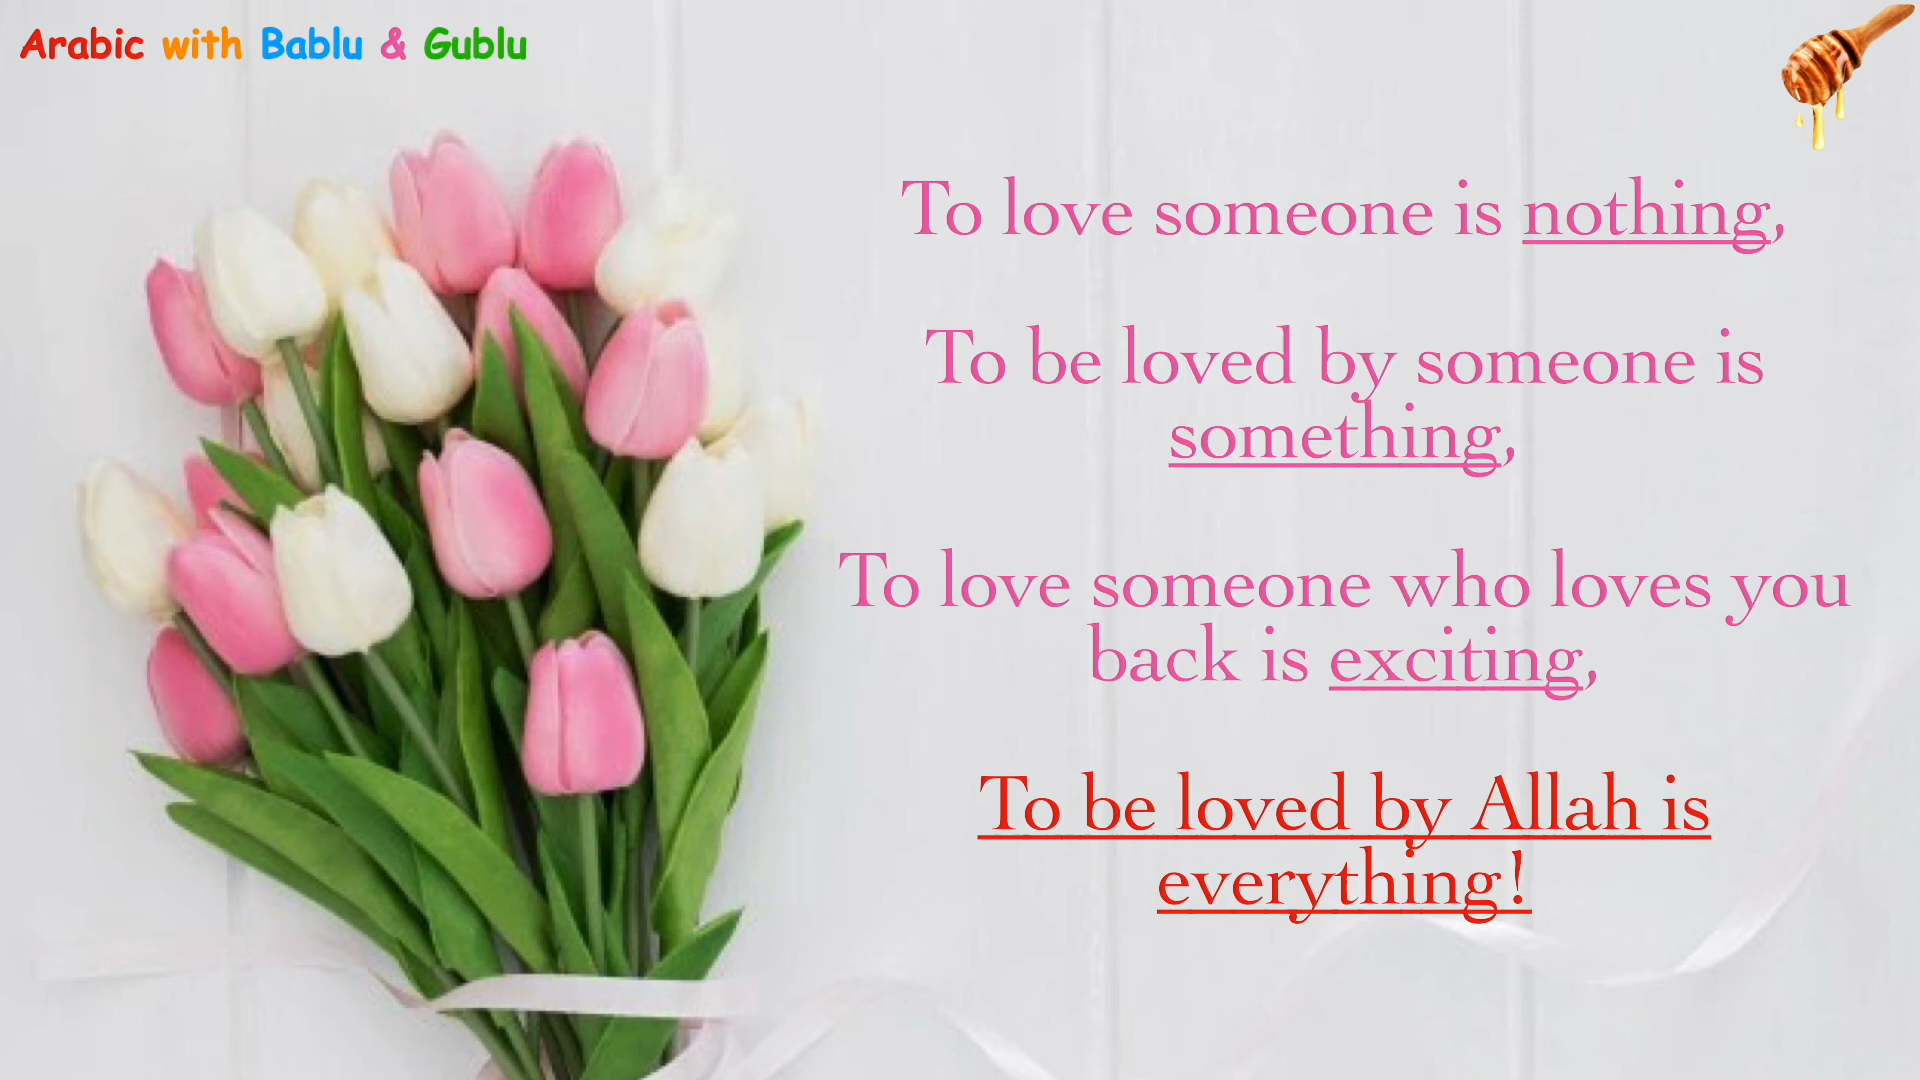 Arabic with Bablu & Gublu
To love someone is nothing,
To be loved by someone is
something,
To love someone who loves you
back is exciting,
To be loved by Allah is
everything!